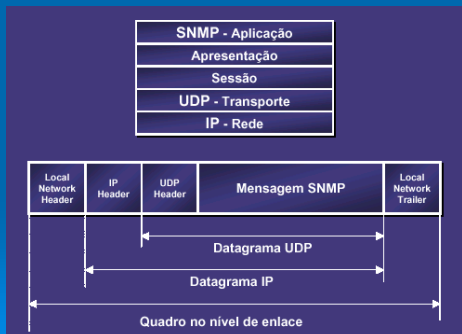 SNMP - Aplicação
Apresentação
Sessão
UDP - Transporte
IP - Rede
Local
Network
Header
IP
Header
UDP
Header
Mensagem SNMP
Local
Network
Trailer
Datagrama UDP
Datagrama IP
Quadro no nível de enlace